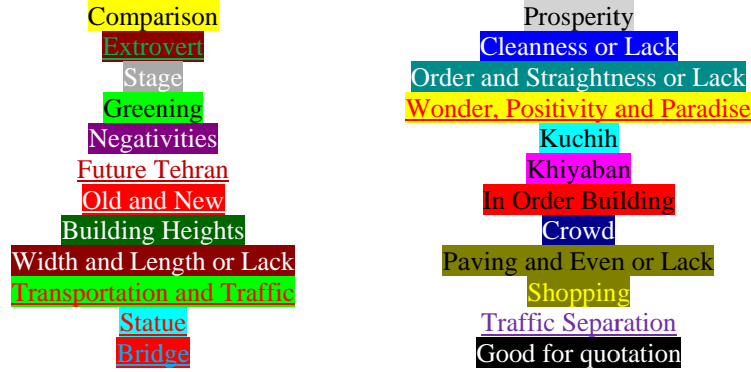 Comparison
Extrovert
Stage
Greening
Negativities
Future Tehran
Old and New
Building Heights
Width and Length or Lack
Transportation and Traffic
Statue
Bridge
Prosperity
Cleanness or Lack
Order and Straightness or Lack
Wonder, Positivity and Paradise
Kuchih
Khiyaban
In Order Building
Crowd
Paving and Even or Lack
Shopping
Traffic Separation
Good for quotation